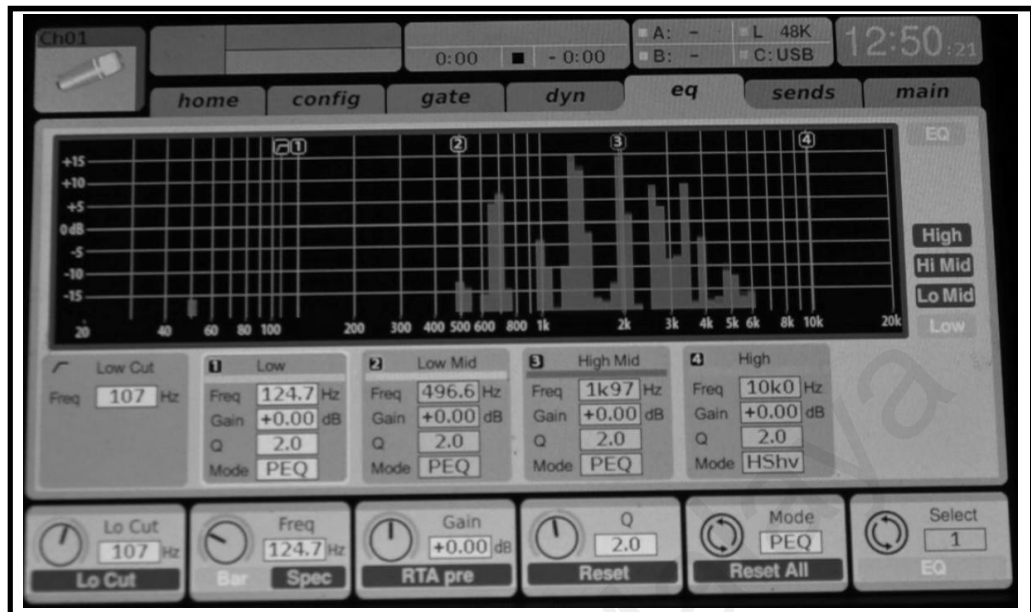 Ch01
0:00 - 0:00
A: - L 48K
B: - C: USB
12:50:21
home config gate dyn eq sends main
1 2 3 4
EQ
+15
+10
+5
0dB
-5
-10
-15
20 40 60 80 100 200 300 400 500 600 800 1k 2k 3k 4k 5k 6k 8k 10k 20k
High
Hi Mid
Lo Mid
Low
Low Cut
Freq 107 Hz
1 Low
Freq 124.7 Hz
Gain +0.00 dB
Q 2.0
Mode PEQ
2 Low Mid
Freq 496.6 Hz
Gain +0.00 dB
Q 2.0
Mode PEQ
3 High Mid
Freq 1k97 Hz
Gain +0.00 dB
Q 2.0
Mode PEQ
4 High
Freq 10k0 Hz
Gain +0.00 dB
Q 2.0
Mode HShv
Lo Cut
107 Hz
Lo Cut
Freq
124.7 Hz
Bar Spec
Gain
+0.00 dB
RTA pre
Q
2.0
Reset
Mode
PEQ
Reset All
Select
1
EQ